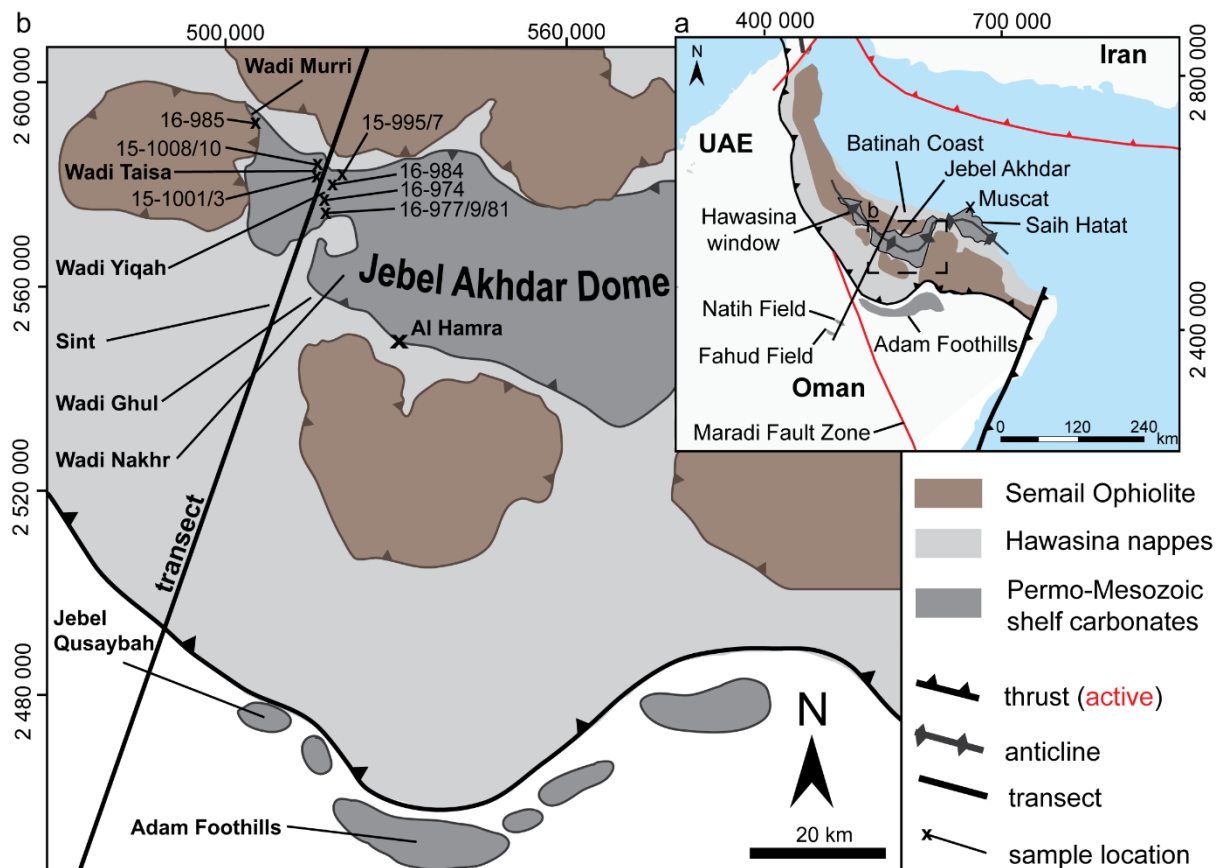 b
500 000
560 000
2 600 000
2 560 000
2 520 000
2 480 000
Wadi Murri
16-985
15-1008/10
Wadi Taisa
15-1001/3
15-995/7
16-984
16-974
16-977/9/81
Wadi Yiqah
Jebel Akhdar Dome
Sint
Al Hamra
Wadi Ghul
Wadi Nakhr
transect
Jebel
Qusaybah
Adam Foothills
N
20 km
a
400 000
700 000
2 800 000
2 400 000
N
Iran
UAE
Batinah Coast
Jebel Akhdar
Muscat
Hawasina
window
b
Saih Hatat
Natih Field
Fahud Field
Adam Foothills
Oman
Maradi Fault Zone
0 120 240
km
Semail Ophiolite
Hawasina nappes
Permo-Mesozoic
shelf carbonates
thrust (active)
anticline
transect
x
sample location